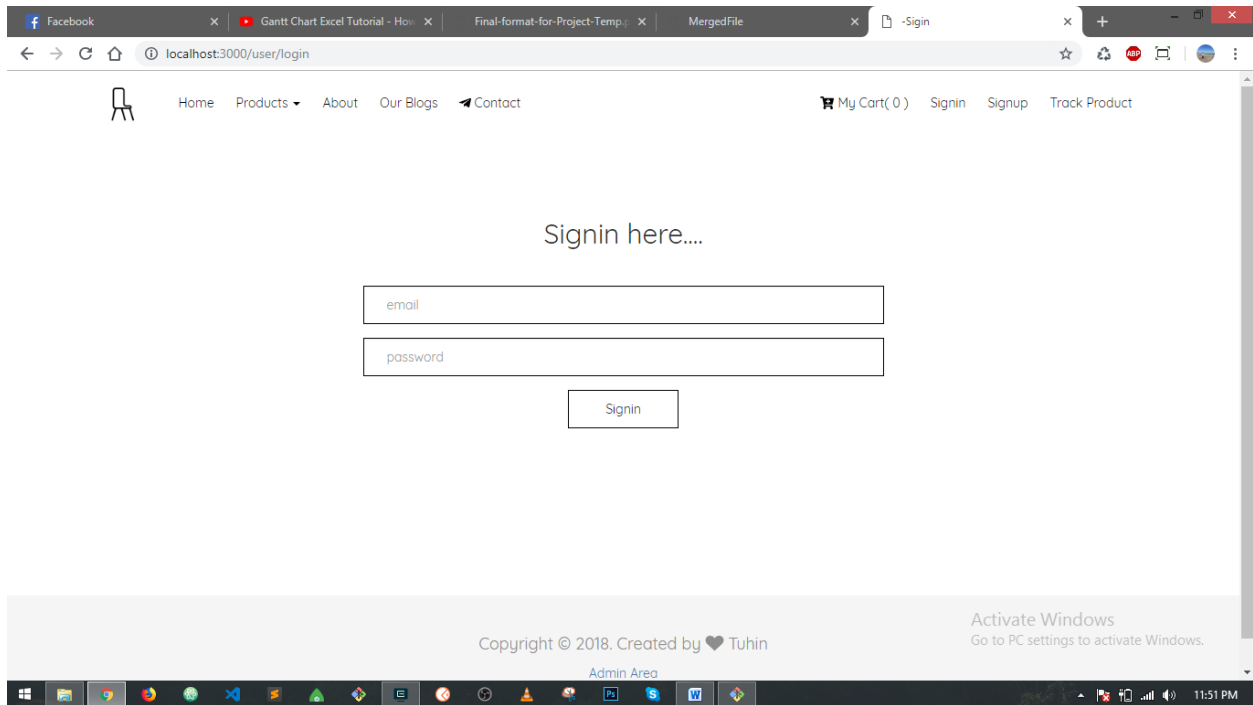 Facebook
Gantt Chart Excel Tutorial - How
Final-format-for-Project-Temp.p
MergedFile
-Sigin
localhost:3000/user/login
ABP
Home Products About Our Blogs Contact My Cart( 0 ) Signin Signup Track Product
Signin here....
email
password
Signin
Activate Windows
Go to PC settings to activate Windows.
Copyright © 2018. Created by Tuhin
Admin Area
11:51 PM